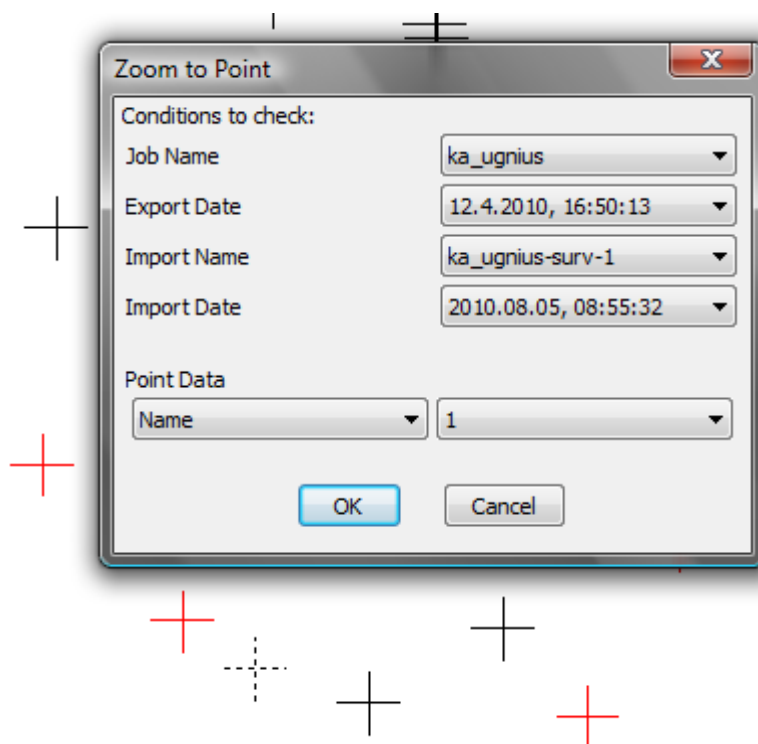 Zoom to Point
Conditions to check:
Job Name ka_ugnius
Export Date 12.4.2010, 16:50:13
Import Name ka_ugnius-surv-1
Import Date 2010.08.05, 08:55:32
Point Data
Name 1
OK Cancel